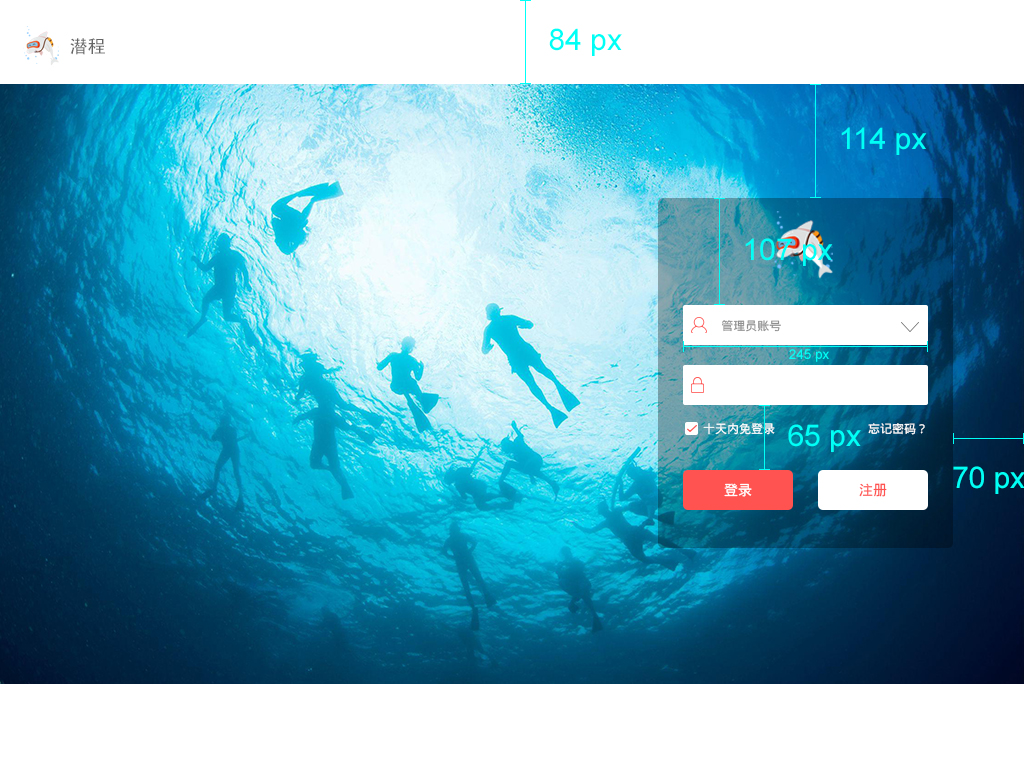 潜程
84 px
114 px
107 px
管理员账号
245 px
十天内免登录
65 px
忘记密码？
70 px
登录
注册